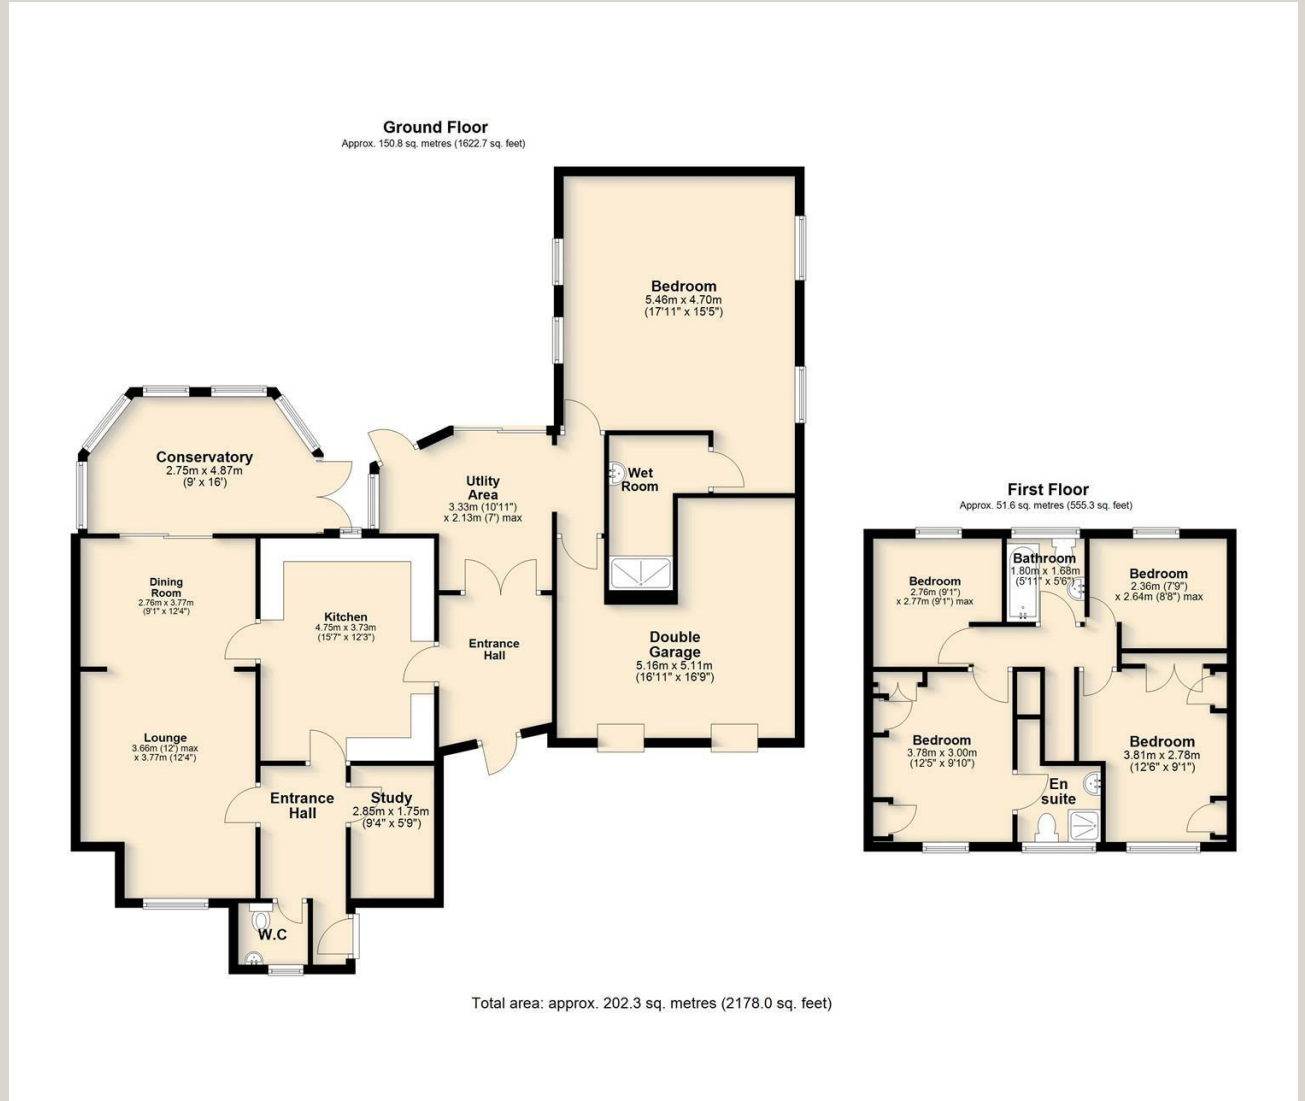 Ground Floor
Approx. 150.8 sq. metres (1622.7 sq. feet)
Bedroom
5.46m x 4.70m
(17'11" x 15'5")
Conservatory
2.75m x 4.87m
(9' x 16')
Utlity
Area
3.33m (10'11")
x 2.13m (7') max
Wet
Room
Dining
Room
2.76m x 3.77m
(9'1" x 12'4")
Kitchen
4.75m x 3.73m
(15'7" x 12'3")
Entrance
Hall
Double
Garage
5.16m x 5.11m
(16'11" x 16'9")
Lounge
3.66m (12') max
x 3.77m (12'4")
Entrance
Hall
Study
2.85m x 1.75m
(9'4" x 5'9")
W.C
First Floor
Approx. 51.6 sq. metres (555.3 sq. feet)
Bedroom
2.76m (9'1")
x 2.77m (9'1") max
Bathroom
1.80m x 1.68m
(5'11" x 5'6")
Bedroom
2.36m (7'9")
x 2.64m (8'8") max
Bedroom
3.78m x 3.00m
(12'5" x 9'10")
En
suite
Bedroom
3.81m x 2.78m
(12'6" x 9'1")
Total area: approx. 202.3 sq. metres (2178.0 sq. feet)